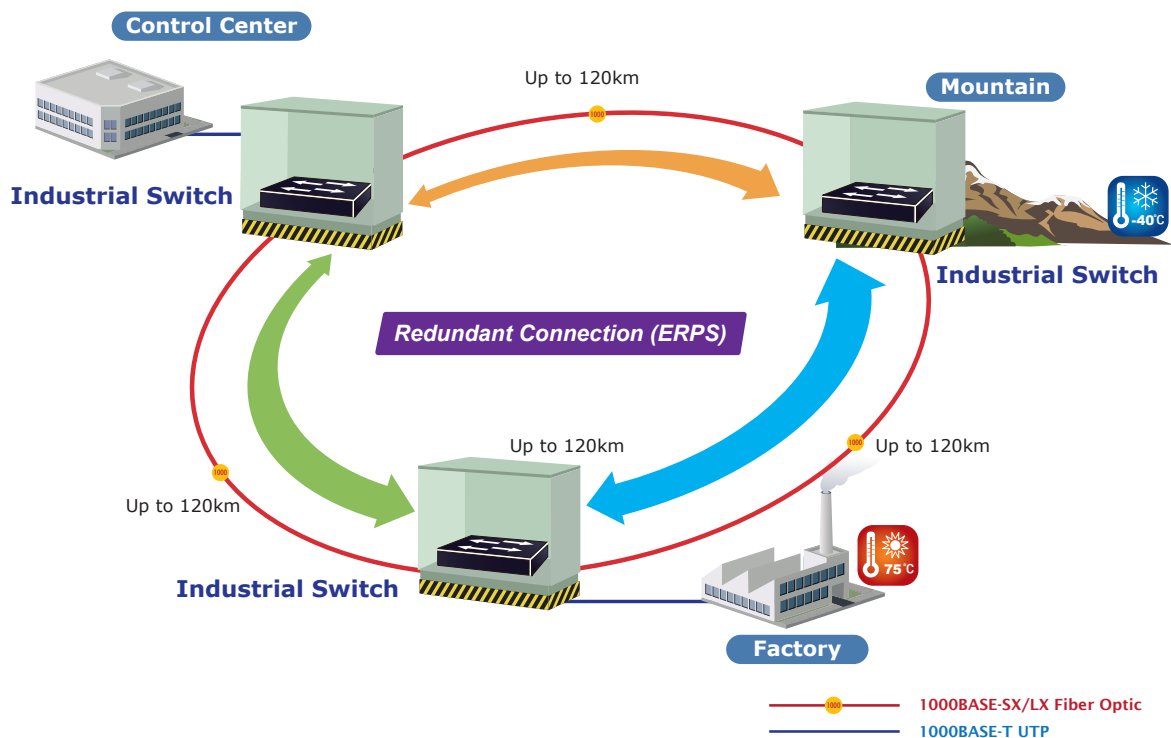 Control Center
Up to 120km
Mountain
1000
Industrial Switch
-40°C
Industrial Switch
Redundant Connection (ERPS)
Up to 120km
1000
Up to 120km
1000
Up to 120km
75°C
Industrial Switch
Factory
1000
1000BASE-SX/LX Fiber Optic
1000BASE-T UTP